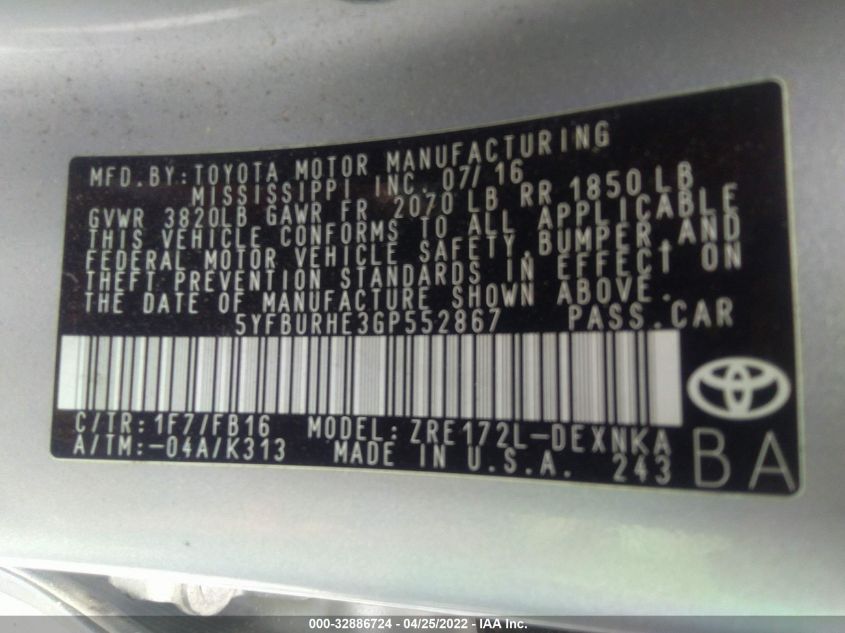 MFD.BY:TOYOTA MOTOR MANUFACTURING
MISSISSIPPI INC. 07/16
GVWR 3820LB GAWR FR 2070 LB RR 1850 LB
THIS VEHICLE CONFORMS TO ALL APPLICABLE
FEDERAL MOTOR VEHICLE SAFETY,BUMPER,AND
THEFT PREVENTION STANDARDS IN EFFECT ON
THE DATE OF MANUFACTURE SHOWN ABOVE.
5YFBURHE3GP552867 PASS.CAR
C/TR:1F7/FB16 MODEL:ZRE172L-DEXNKA
A/TM:-04A/K313 MADE IN U.S.A. 243
BA
000-32886724 - 04/25/2022 - IAA Inc.